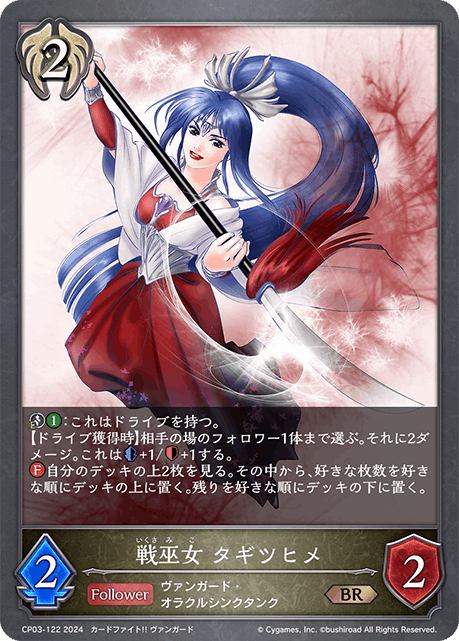 2
1：これはドライブを持つ。
【ドライブ獲得時】相手の場のフォロワー1体まで選ぶ。それに2ダ
メージ。これは+1/+1する。
F自分のデッキの上2枚を見る。その中から、好きな枚数を好き
な順にデッキの上に置く。残りを好きな順にデッキの下に置く。
いくさみこ
戦巫女 タギツヒメ
2
Follower
ヴァンガード・
オラクルシンクタンク
BR
2
CP03-122 2024 カードファイト!! ヴァンガード
© Cygames, Inc. ©bushiroad All Rights Reserved.